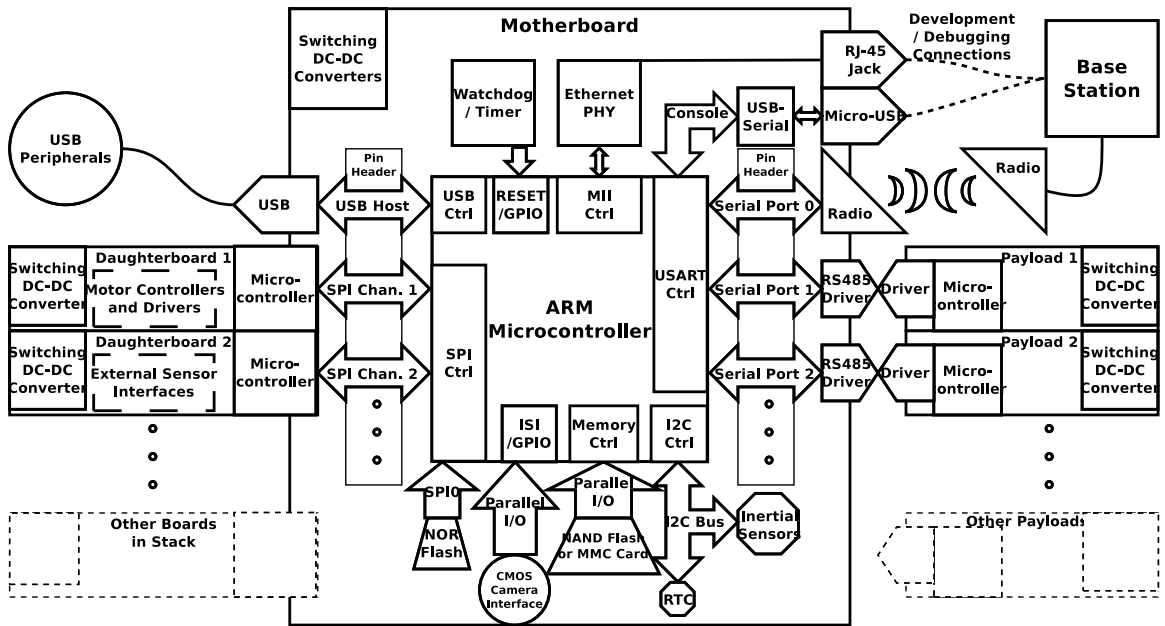 Motherboard
Switching
DC-DC
Converters
Watchdog
/ Timer
Ethernet
PHY
Console
USB-
Serial
RJ-45
Jack
Micro-USB
Development
/ Debugging
Connections
Base
Station
USB
Peripherals
USB
Pin
Header
USB Host
USB
Ctrl
RESET
/GPIO
MII
Ctrl
USART
Ctrl
Pin
Header
Serial Port 0
Radio
Radio
Switching
DC-DC
Converter
Daughterboard 1
Motor Controllers
and Drivers
Micro-
controller
SPI Chan. 1
ARM
Microcontroller
Serial Port 1
RS485
Driver
Driver
Micro-
controller
Payload 1
Switching
DC-DC
Converter
Switching
DC-DC
Converter
Daughterboard 2
External Sensor
Interfaces
Micro-
controller
SPI Chan. 2
SPI
Ctrl
Serial Port 2
RS485
Driver
Driver
Micro-
controller
Payload 2
Switching
DC-DC
Converter
ISI
/GPIO
Memory
Ctrl
I2C
Ctrl
SPI0
NOR
Flash
Parallel
I/O
CMOS
Camera
Interface
Parallel
I/O
NAND Flash
or MMC Card
I2C Bus
Inertial
Sensors
RTC
Other Boards
in Stack
Other Payloads